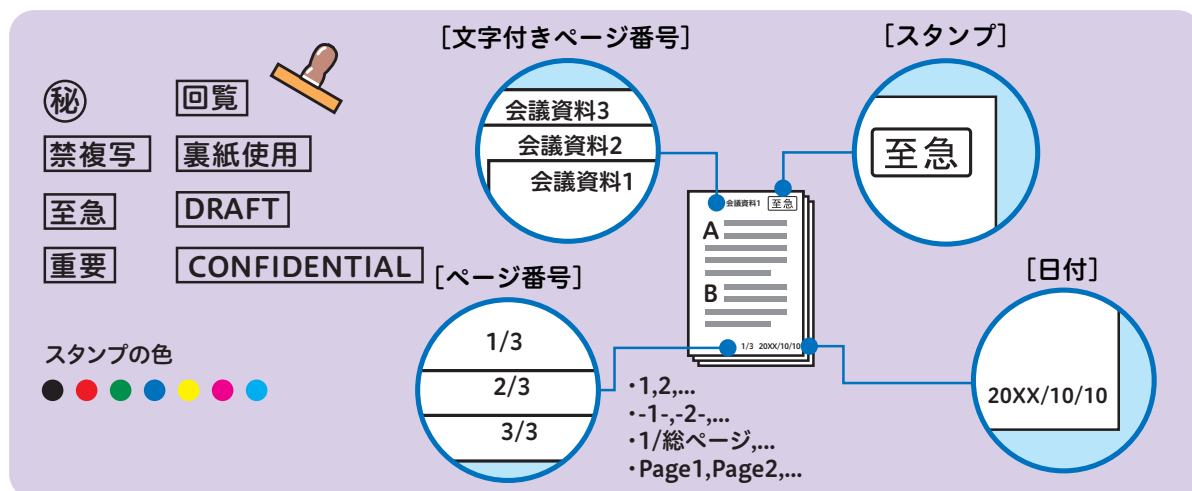 秘
回覧
禁複写
裏紙使用
至急
DRAFT
重要
CONFIDENTIAL
スタンプの色
［文字付きページ番号］
会議資料3
会議資料2
会議資料1
［スタンプ］
至急
会議資料1 至急
A
B
1/3 20XX/10/10
［ページ番号］
1/3
2/3
3/3
・1,2,...
・-1-,-2-,...
・1/総ページ,...
・Page1,Page2,...
［日付］
20XX/10/10